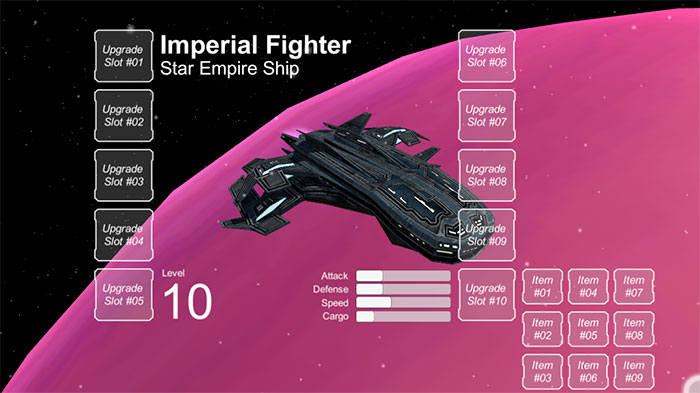 Imperial Fighter
Star Empire Ship
Upgrade
Slot #01
Upgrade
Slot #02
Upgrade
Slot #03
Upgrade
Slot #04
Upgrade
Slot #05
Upgrade
Slot #06
Upgrade
Slot #07
Upgrade
Slot #08
Upgrade
Slot #09
Upgrade
Slot #10
Level
10
Attack
Defense
Speed
Cargo
Item
#01
Item
#04
Item
#07
Item
#02
Item
#05
Item
#08
Item
#03
Item
#06
Item
#09